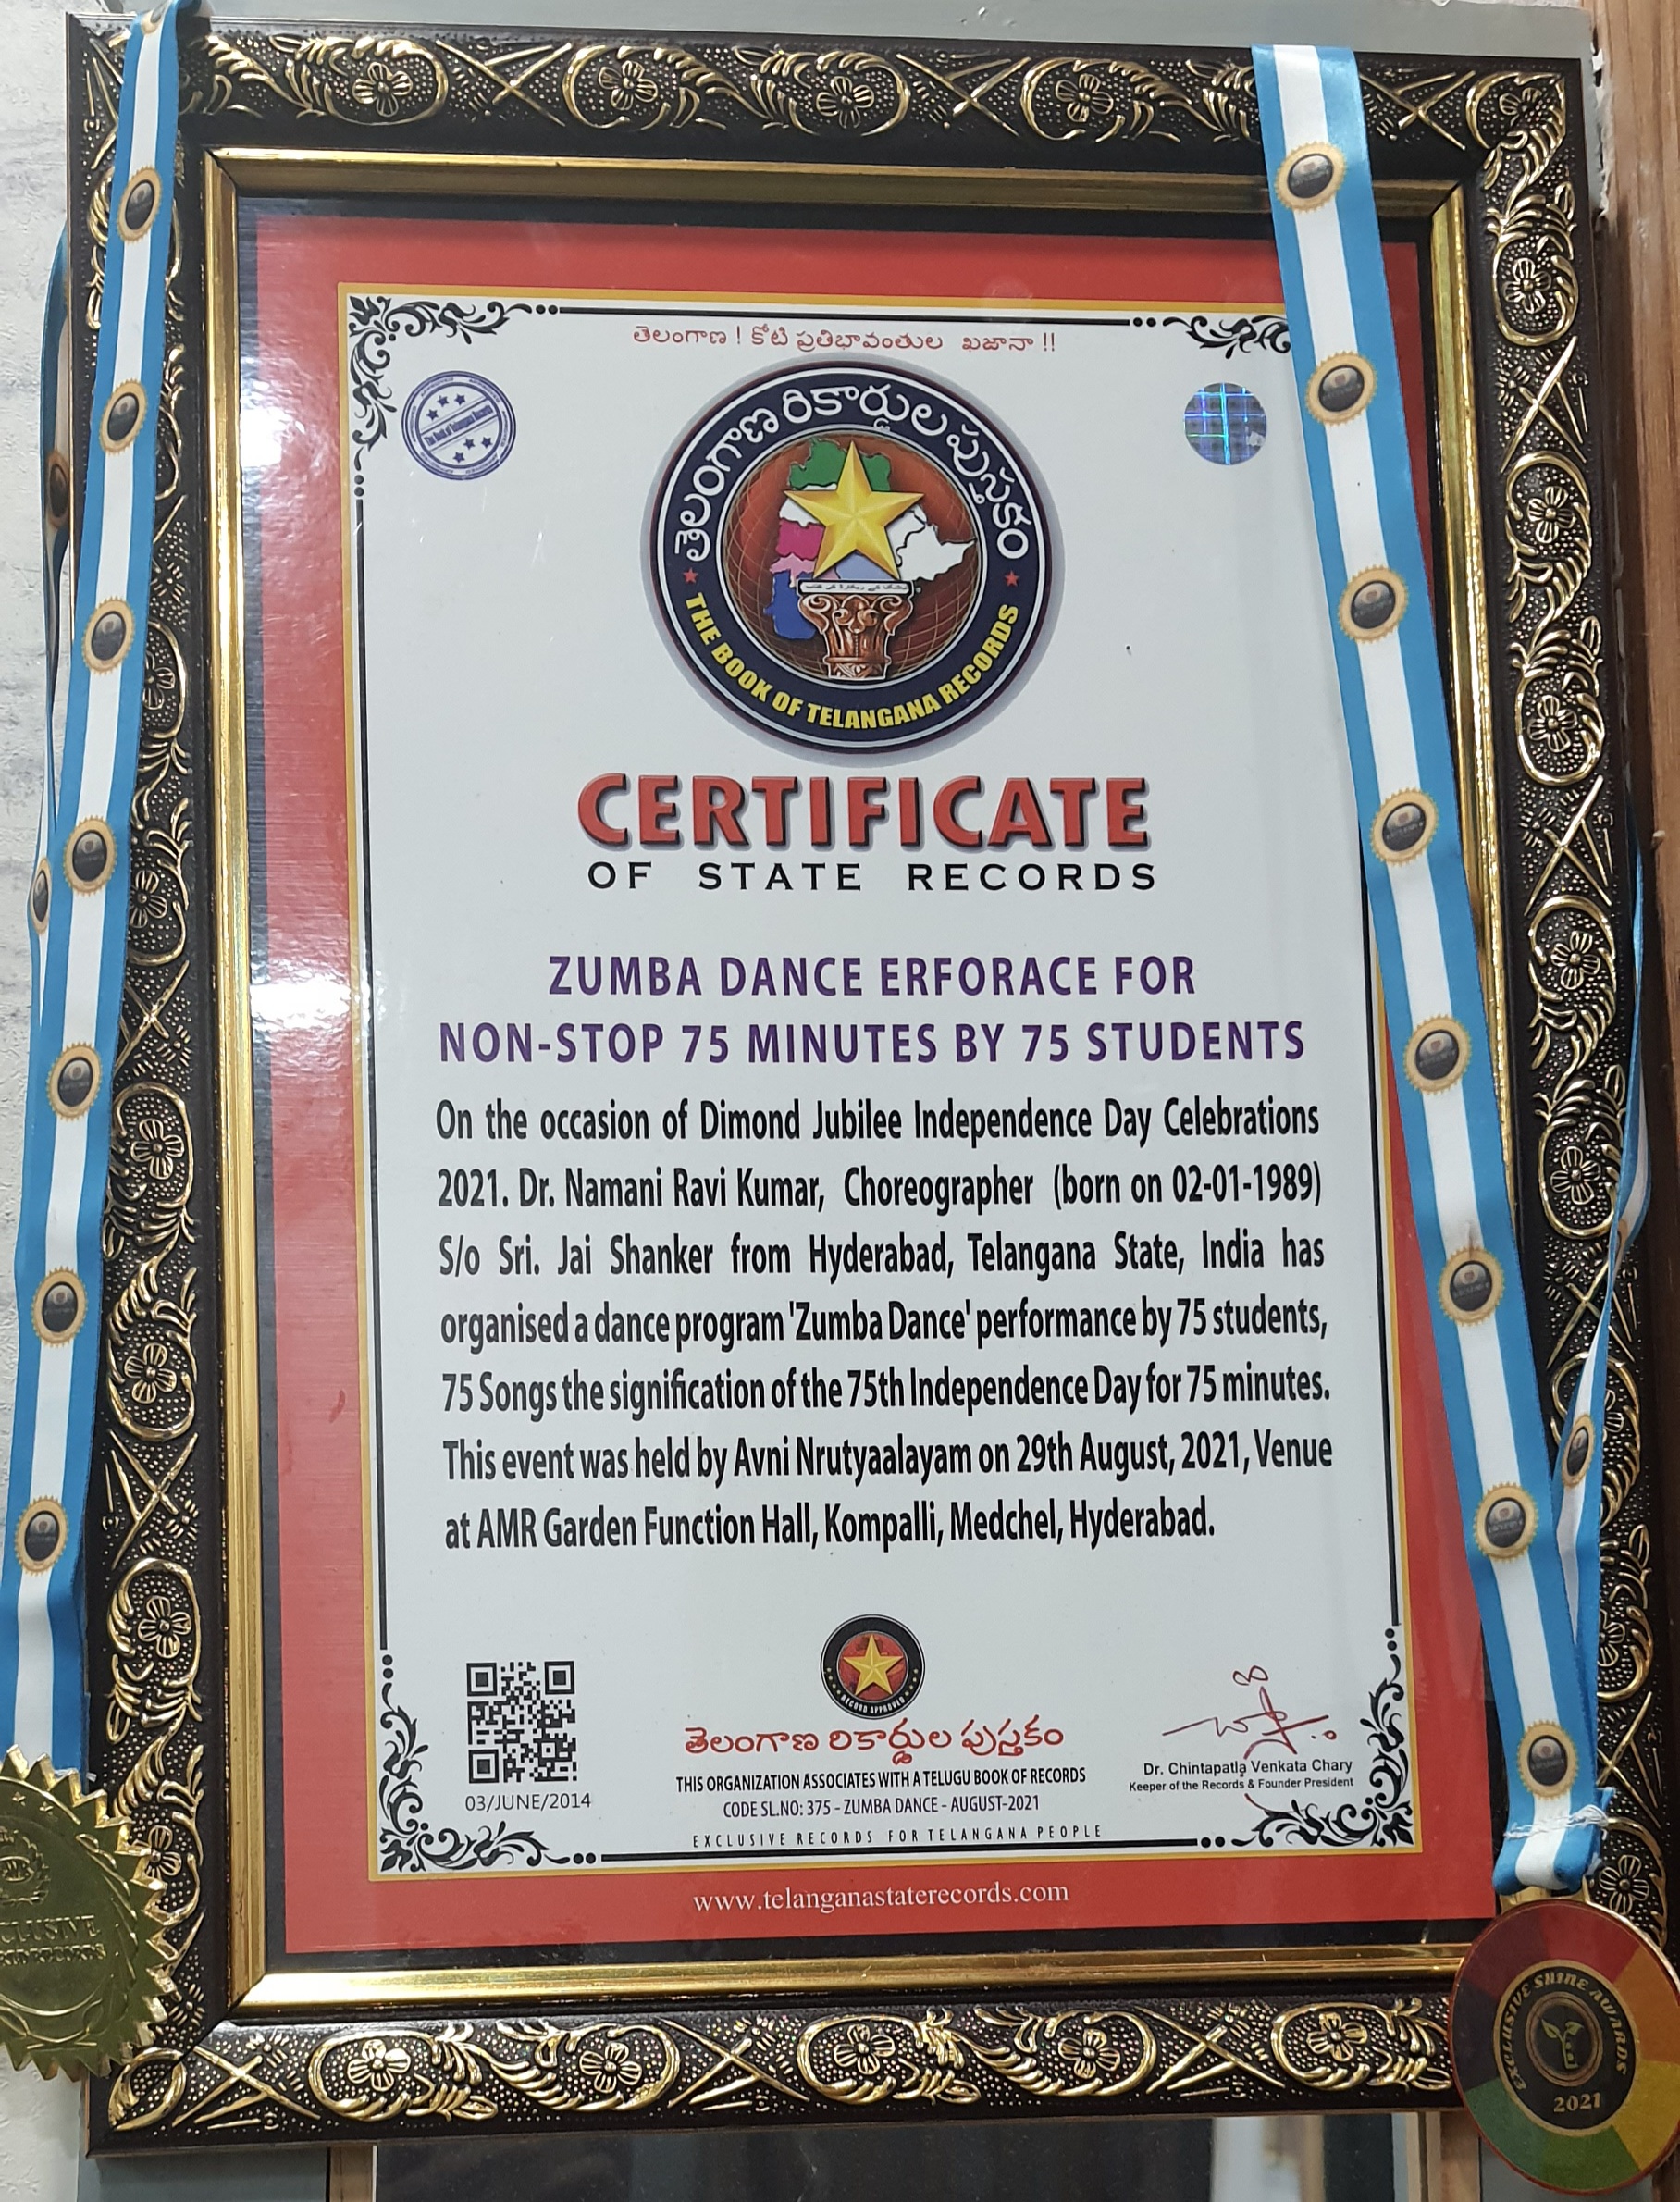 తెలంగాణ ! కోటి ప్రతిభావంతుల ఖజానా !!
తెలంగాణ రికార్డుల పుస్తకం
THE BOOK OF TELANGANA RECORDS
CERTIFICATE
OF STATE RECORDS
ZUMBA DANCE ERFORACE FOR
NON-STOP 75 MINUTES BY 75 STUDENTS
On the occasion of Dimond Jubilee Independence Day Celebrations
2021. Dr. Namani Ravi Kumar, Choreographer (born on 02-01-1989)
S/o Sri. Jai Shanker from Hyderabad, Telangana State, India has
organised a dance program 'Zumba Dance' performance by 75 students,
75 Songs the signification of the 75th Independence Day for 75 minutes.
This event was held by Avni Nrutyaalayam on 29th August, 2021, Venue
at AMR Garden Function Hall, Kompalli, Medchel, Hyderabad.
RECORD APPROVED
తెలంగాణ రికార్డుల పుస్తకం
THIS ORGANIZATION ASSOCIATES WITH A TELUGU BOOK OF RECORDS
CODE SL.NO: 375 - ZUMBA DANCE - AUGUST-2021
EXCLUSIVE RECORDS FOR TELANGANA PEOPLE
03/JUNE/2014
Dr. Chintapatla Venkata Chary
Keeper of the Records & Founder President
www.telanganastaterecords.com
EXCLUSIVE SHINE AWARDS
2021